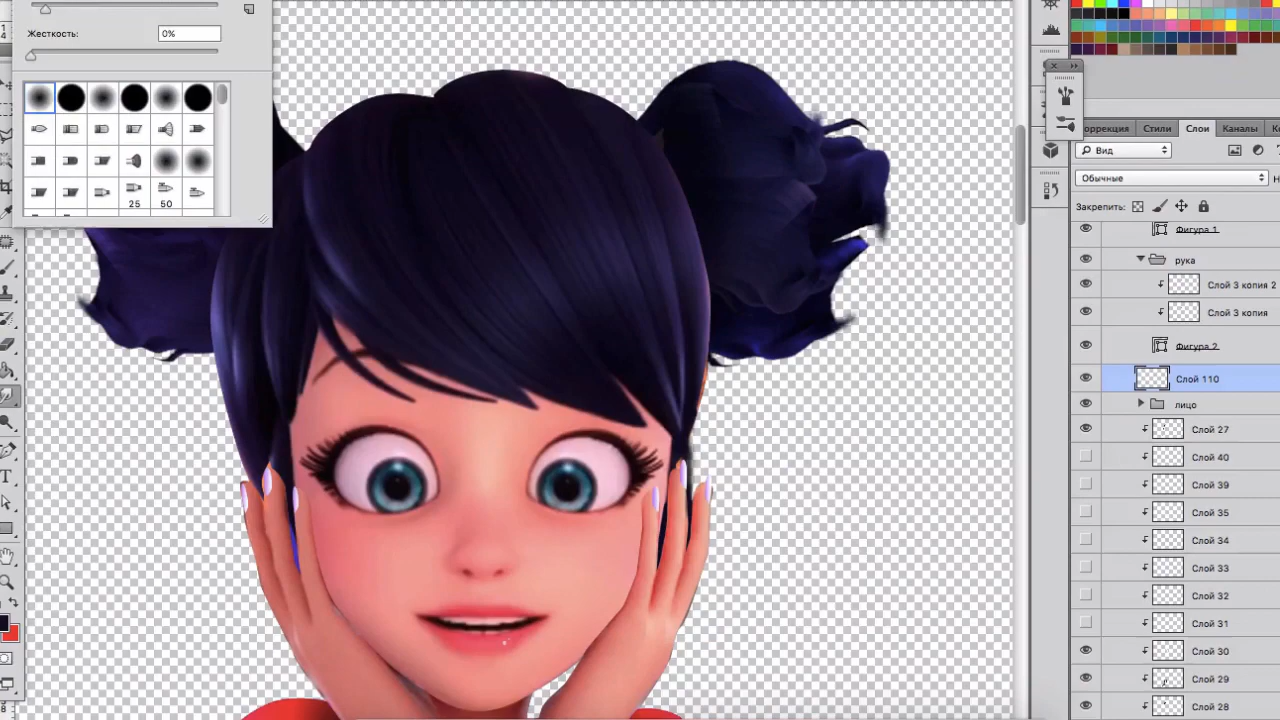 Жесткость: 0%
25 50
оррекция Стили Слои Каналы К
Вид
Обычные
Закрепить:
Фигура 1
рука
Слой 3 копия 2
Слой 3 копия
Фигура 2
Слой 110
лицо
Слой 27
Слой 40
Слой 39
Слой 35
Слой 34
Слой 33
Слой 32
Слой 31
Слой 30
Слой 29
Слой 28